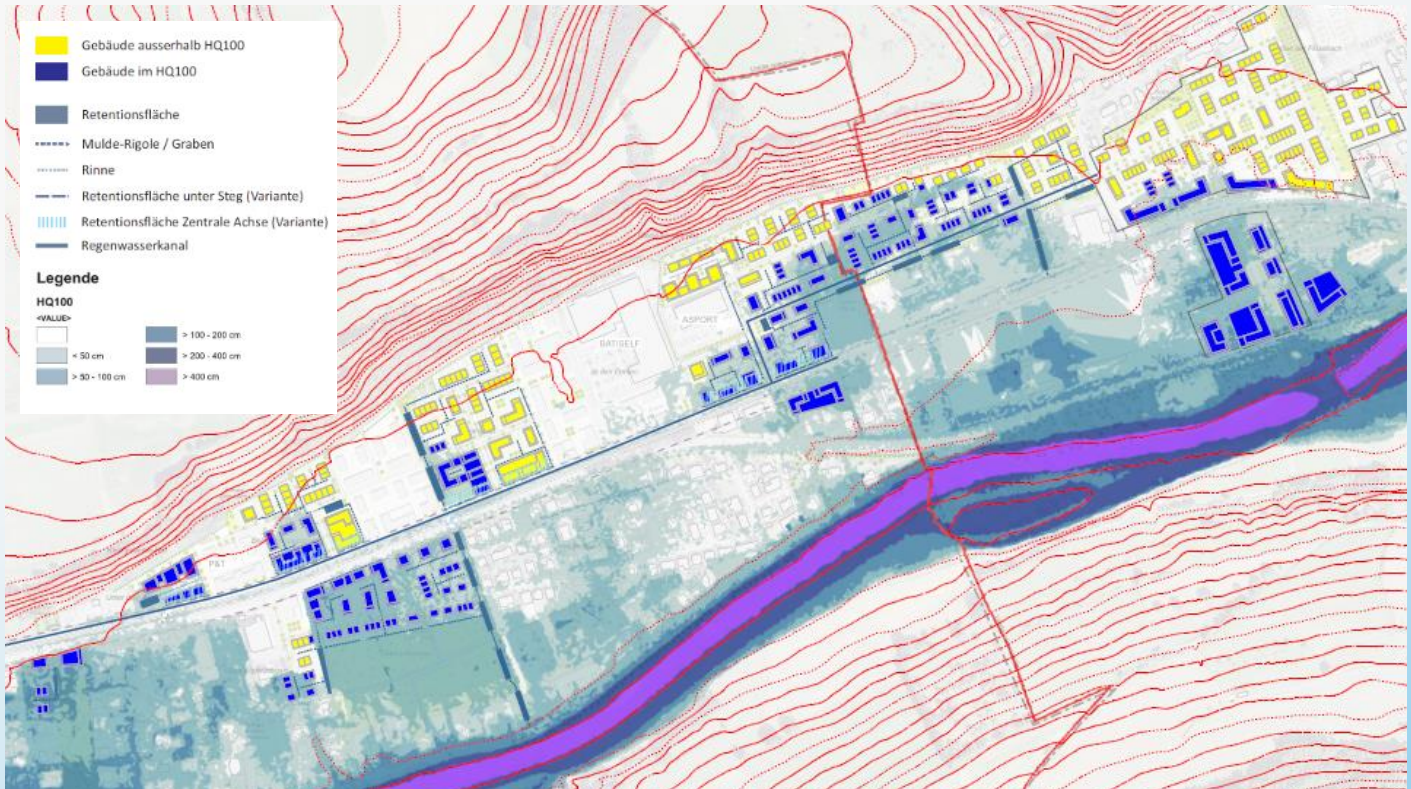 Gebäude ausserhalb HQ100
Gebäude im HQ100
Retentionsfläche
Mulde-Rigole / Graben
Rinne
Retentionsfläche unter Steg (Variante)
Retentionsfläche Zentrale Achse (Variante)
Regenwasserkanal
Legende
HQ100
<VALUE>
> 100 - 200 cm
< 50 cm
> 200 - 400 cm
> 50 - 100 cm
> 400 cm
ASPORT
BATISELF
P&T